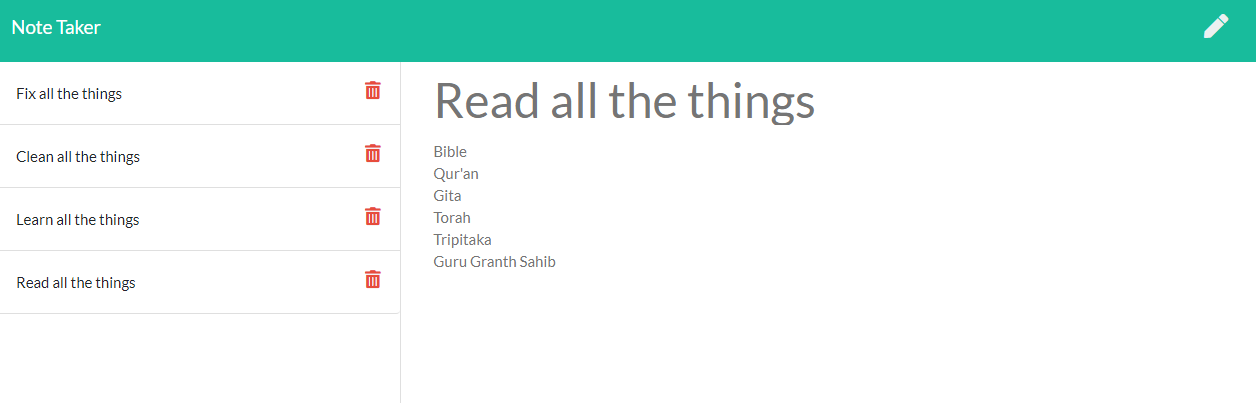 Note Taker
Fix all the things
Clean all the things
Learn all the things
Read all the things
Read all the things
Bible
Qur'an
Gita
Torah
Tripitaka
Guru Granth Sahib